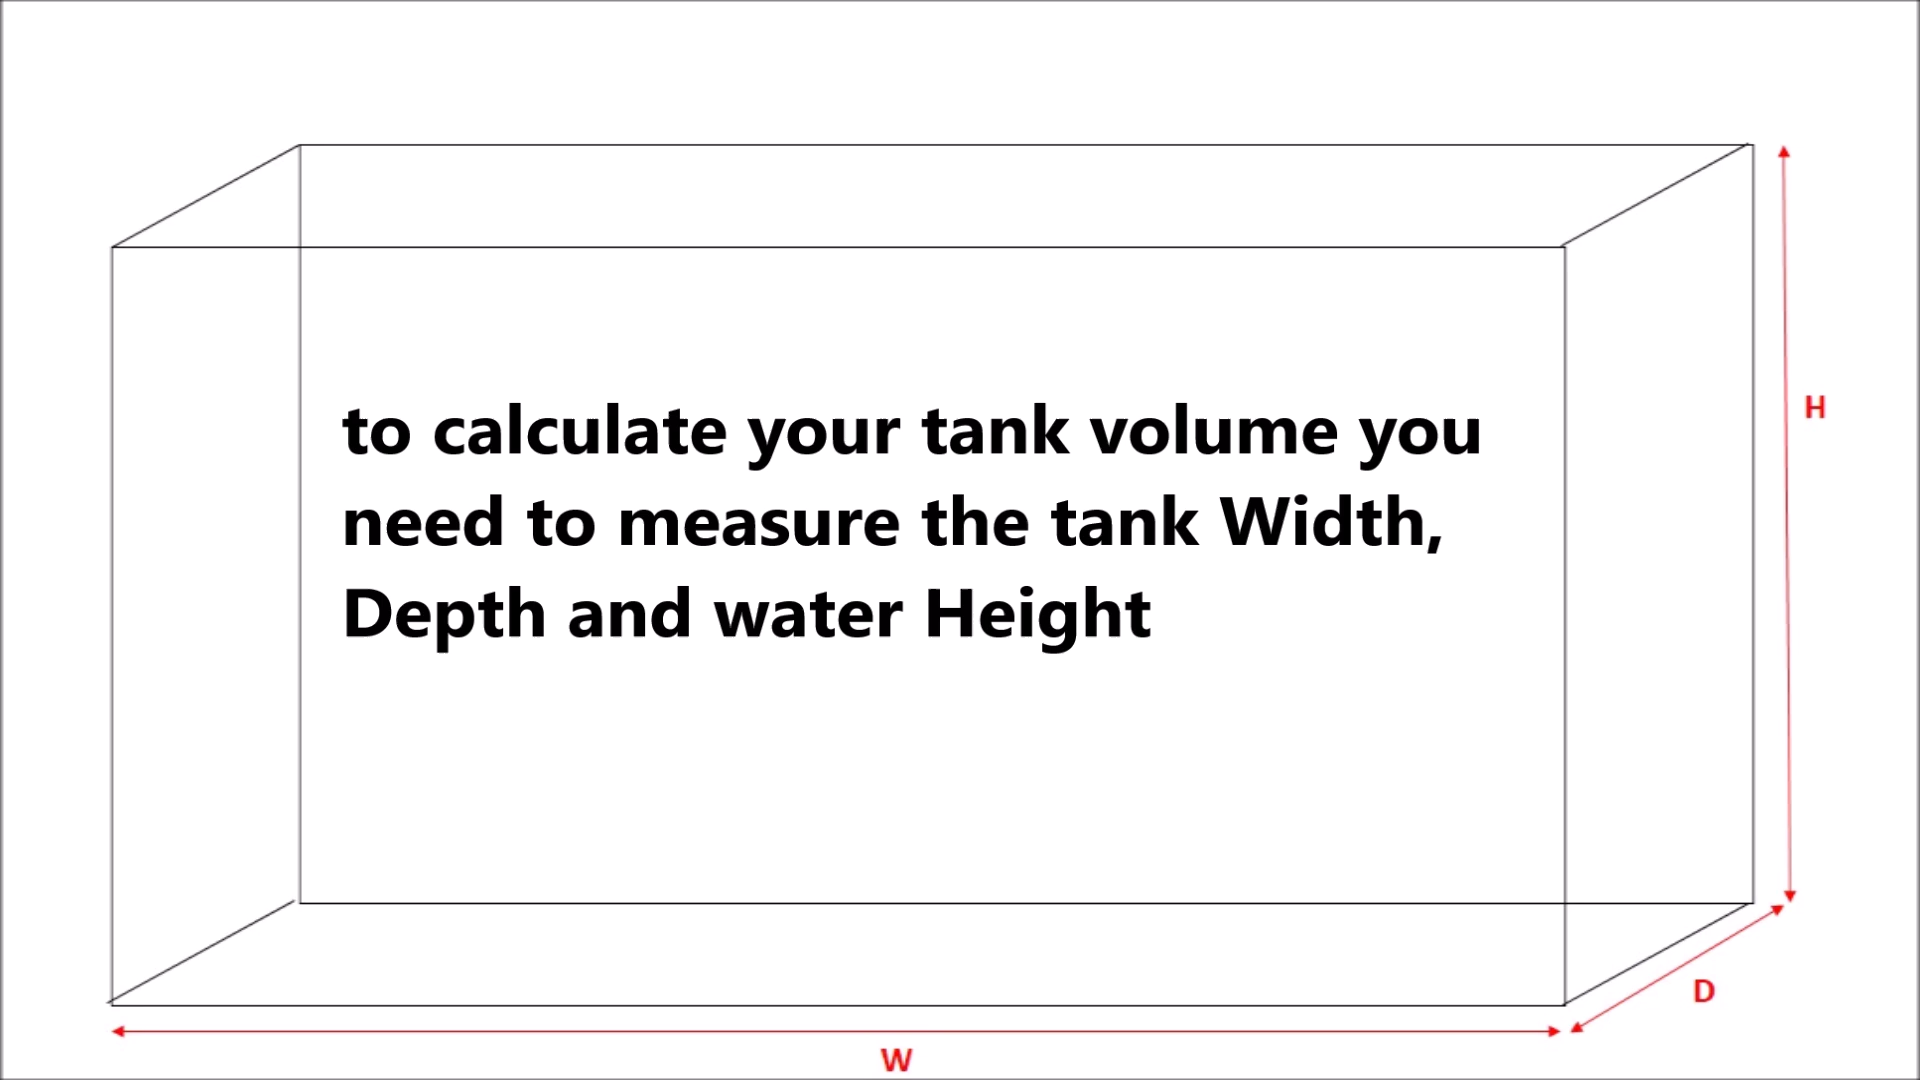 H
to calculate your tank volume you
need to measure the tank Width,
Depth and water Height
D
W